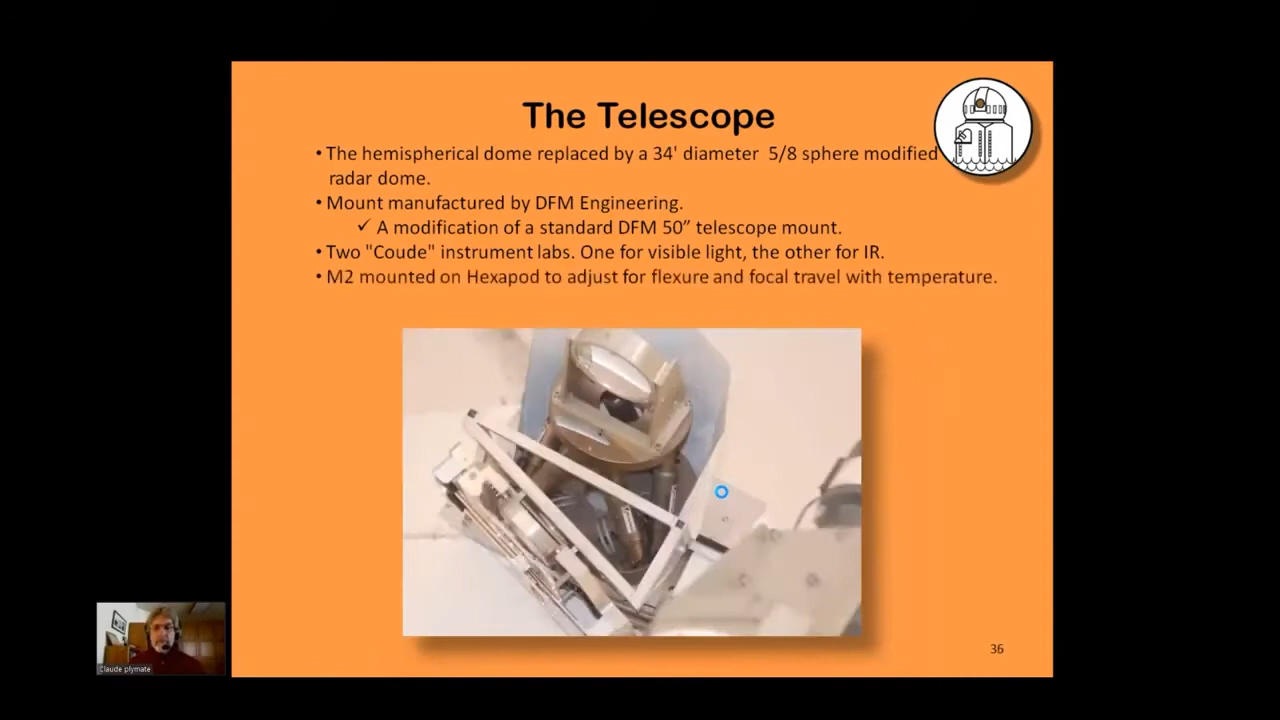 The Telescope
• The hemispherical dome replaced by a 34' diameter 5/8 sphere modified
radar dome.
• Mount manufactured by DFM Engineering.
✓ A modification of a standard DFM 50” telescope mount.
• Two "Coude" instrument labs. One for visible light, the other for IR.
• M2 mounted on Hexapod to adjust for flexure and focal travel with temperature.
36
Claude plymate